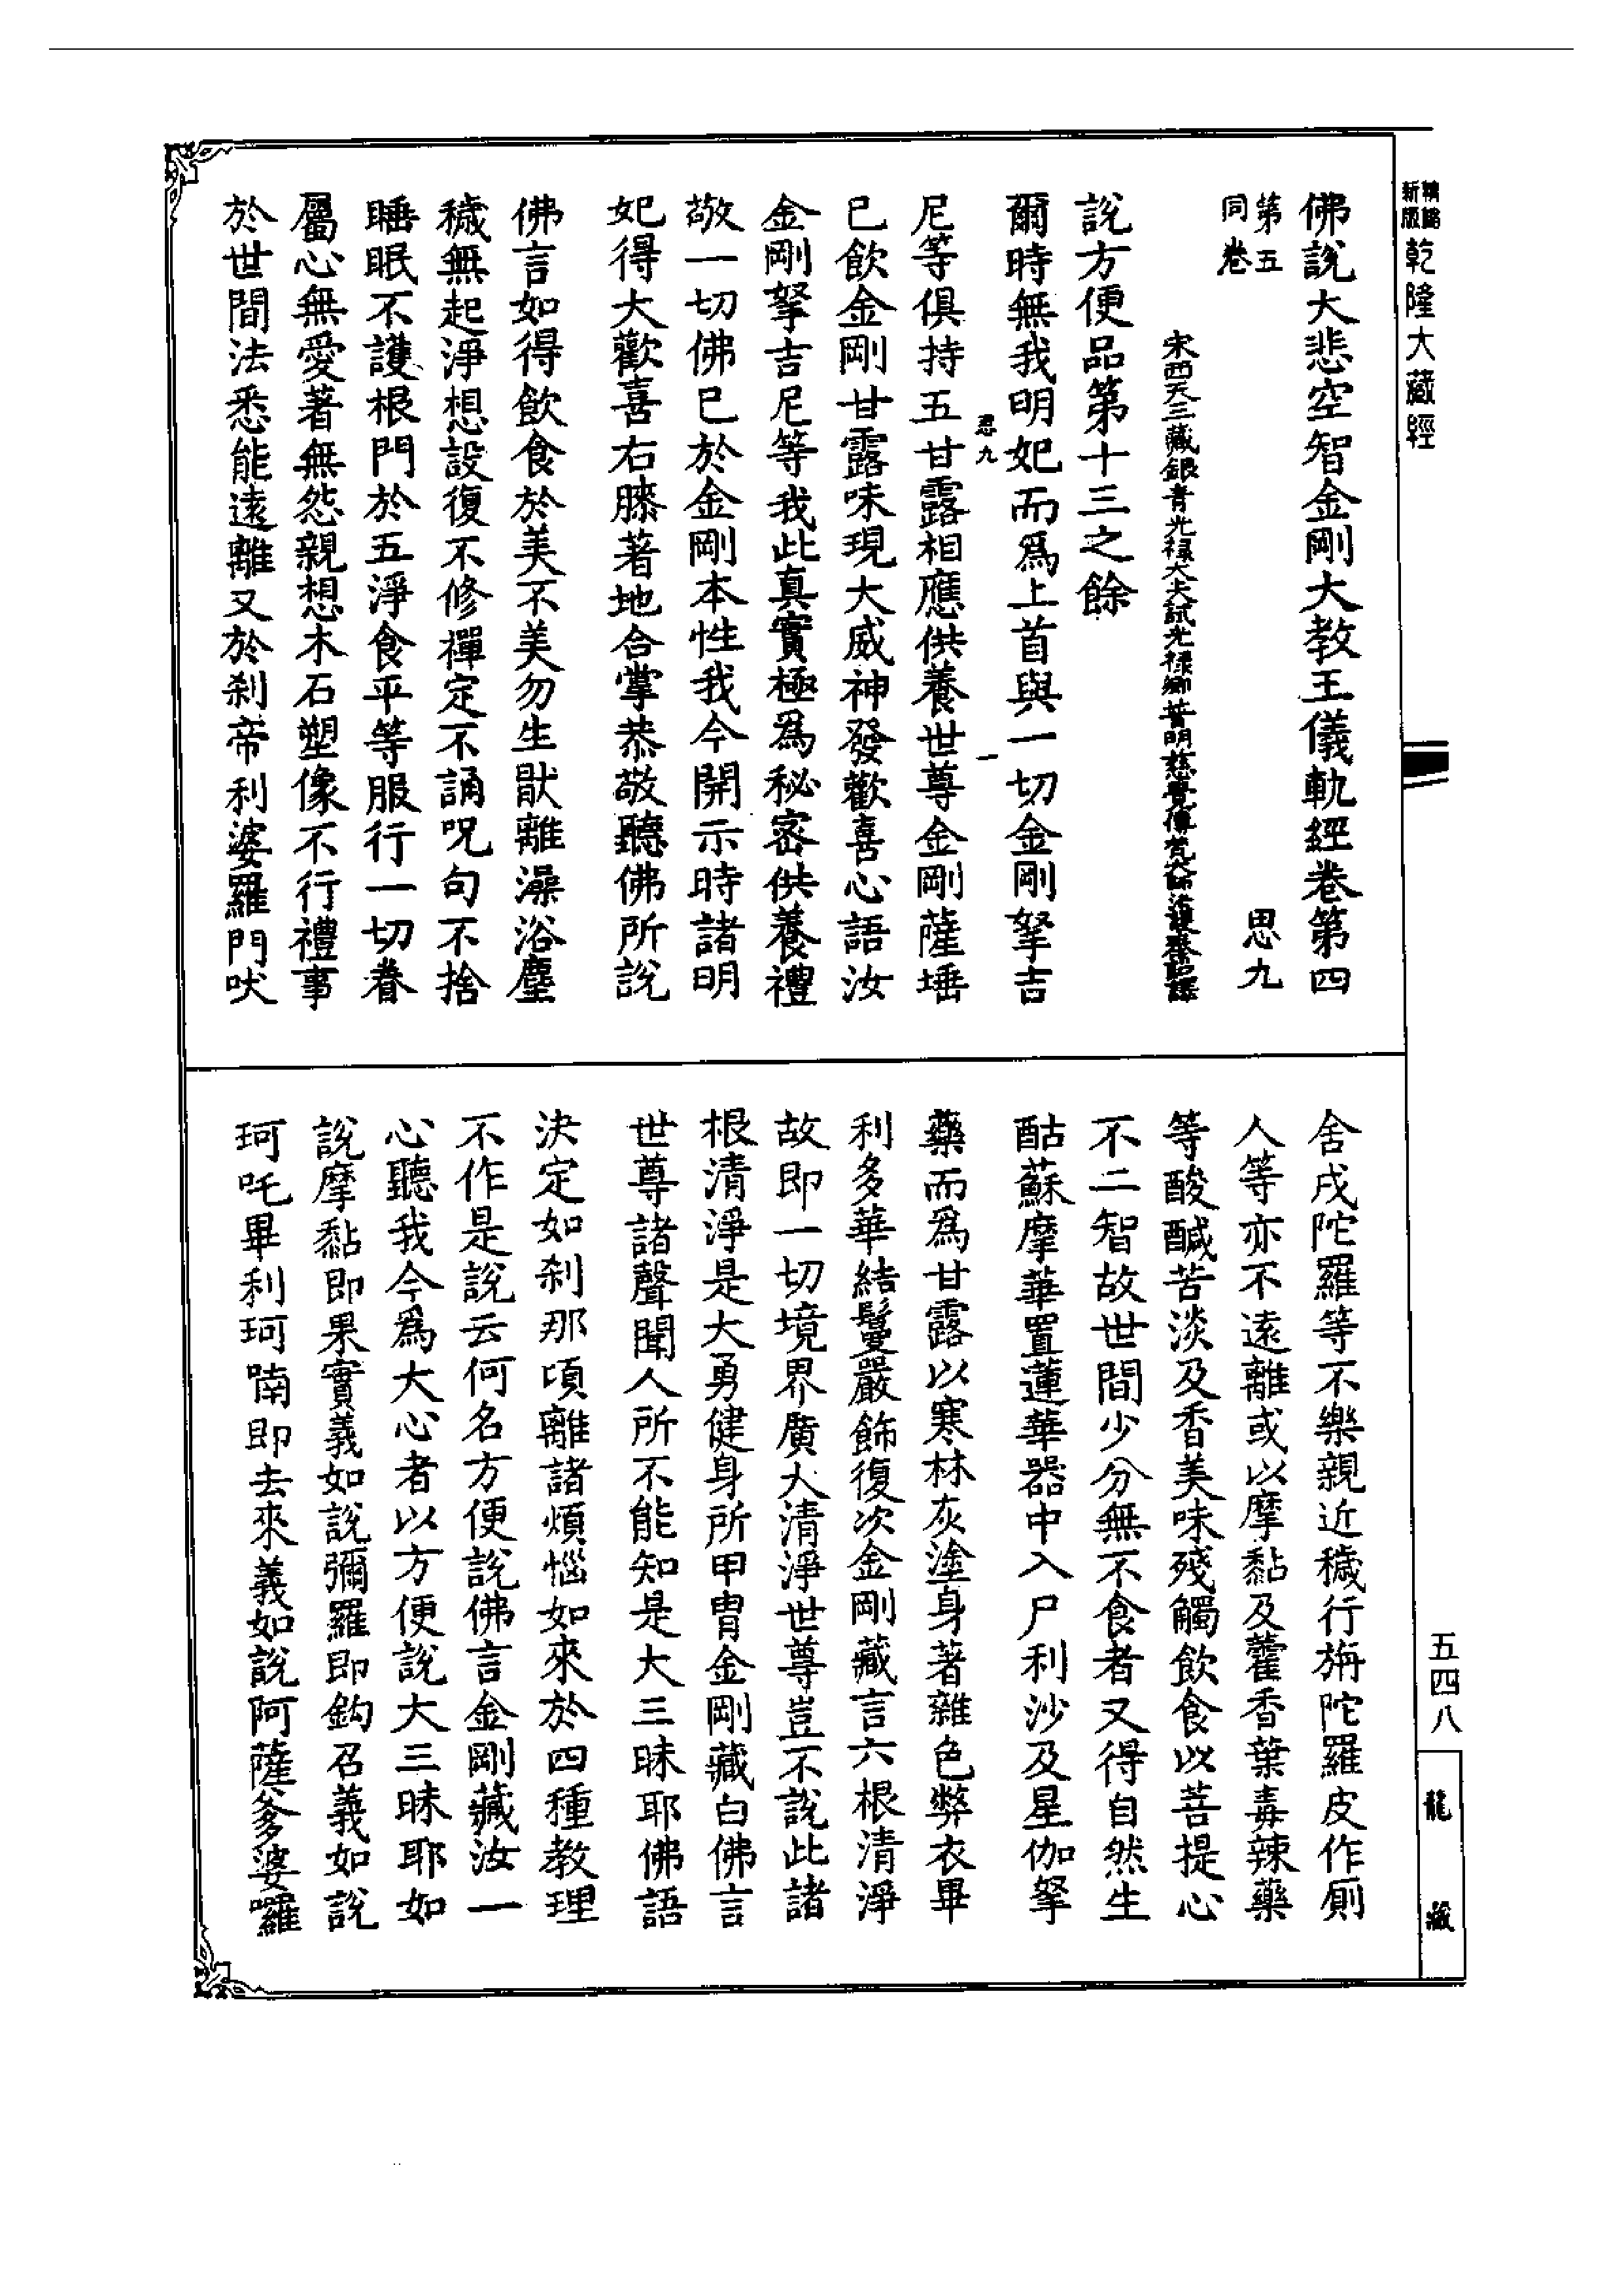 新版
精縮
乾隆大藏經
佛說大悲空智金剛大教王儀軌經卷第四
第五
同卷
思九
宋西天三藏銀青光祿大夫試光祿卿普明慈覺傳梵大師法護奉詔譯
說方便品第十三之餘
爾時無我明妃而爲上首與一切金剛拏吉
思九
一
尼等俱持五甘露相應供養世尊金剛薩埵
已飲金剛甘露味現大威神發歡喜心語汝
金剛拏吉尼等我此真實極爲秘密供養禮
敬一切佛已於金剛本性我今開示時諸明
妃得大歡喜右膝著地合掌恭敬聽佛所說
佛言如得飲食於美不美勿生猒離澡浴塵
穢無起淨想設復不修禪定不誦呪句不捨
睡眠不護根門於五淨食平等服行一切眷
屬心無愛著無怨親想木石塑像不行禮事
於世間法悉能遠離又於刹帝利婆羅門吠
舍戍陀羅等不樂親近穢行旃陀羅皮作厠
人等亦不遠離或以摩黏及藿香葉毒辣藥
等酸醎苦淡及香美味殘觸飲食以菩提心
不二智故世間少分無不食者又得自然生
酤蘇摩華置蓮華器中入尸利沙及星伽拏
藥而爲甘露以寒林灰塗身著雜色弊衣畢
利多華結鬘嚴飾復次金剛藏言六根清淨
故即一切境界廣大清淨世尊豈不說此諸
根清淨是大勇健身所甲冑金剛藏白佛言
世尊諸聲聞人所不能知是大三昧耶佛語
決定如刹那頃離諸煩惱如來於四種教理
不作是說云何名方便說佛言金剛藏汝一
心聽我今爲大心者以方便說大三昧耶如
說摩黏即果實義如說彌羅即鈎召義如說
珂吒畢利珂喃即去來義如說阿薩爹婆囉
五四八
龍藏